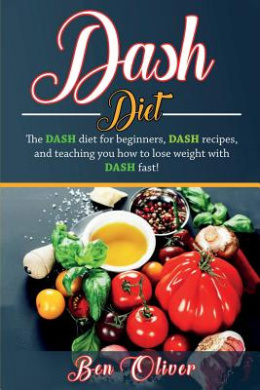 Dash
Diet
The DASH diet for beginners, DASH recipes,
and teaching you how to lose weight with
DASH fast!
Ben Oliver